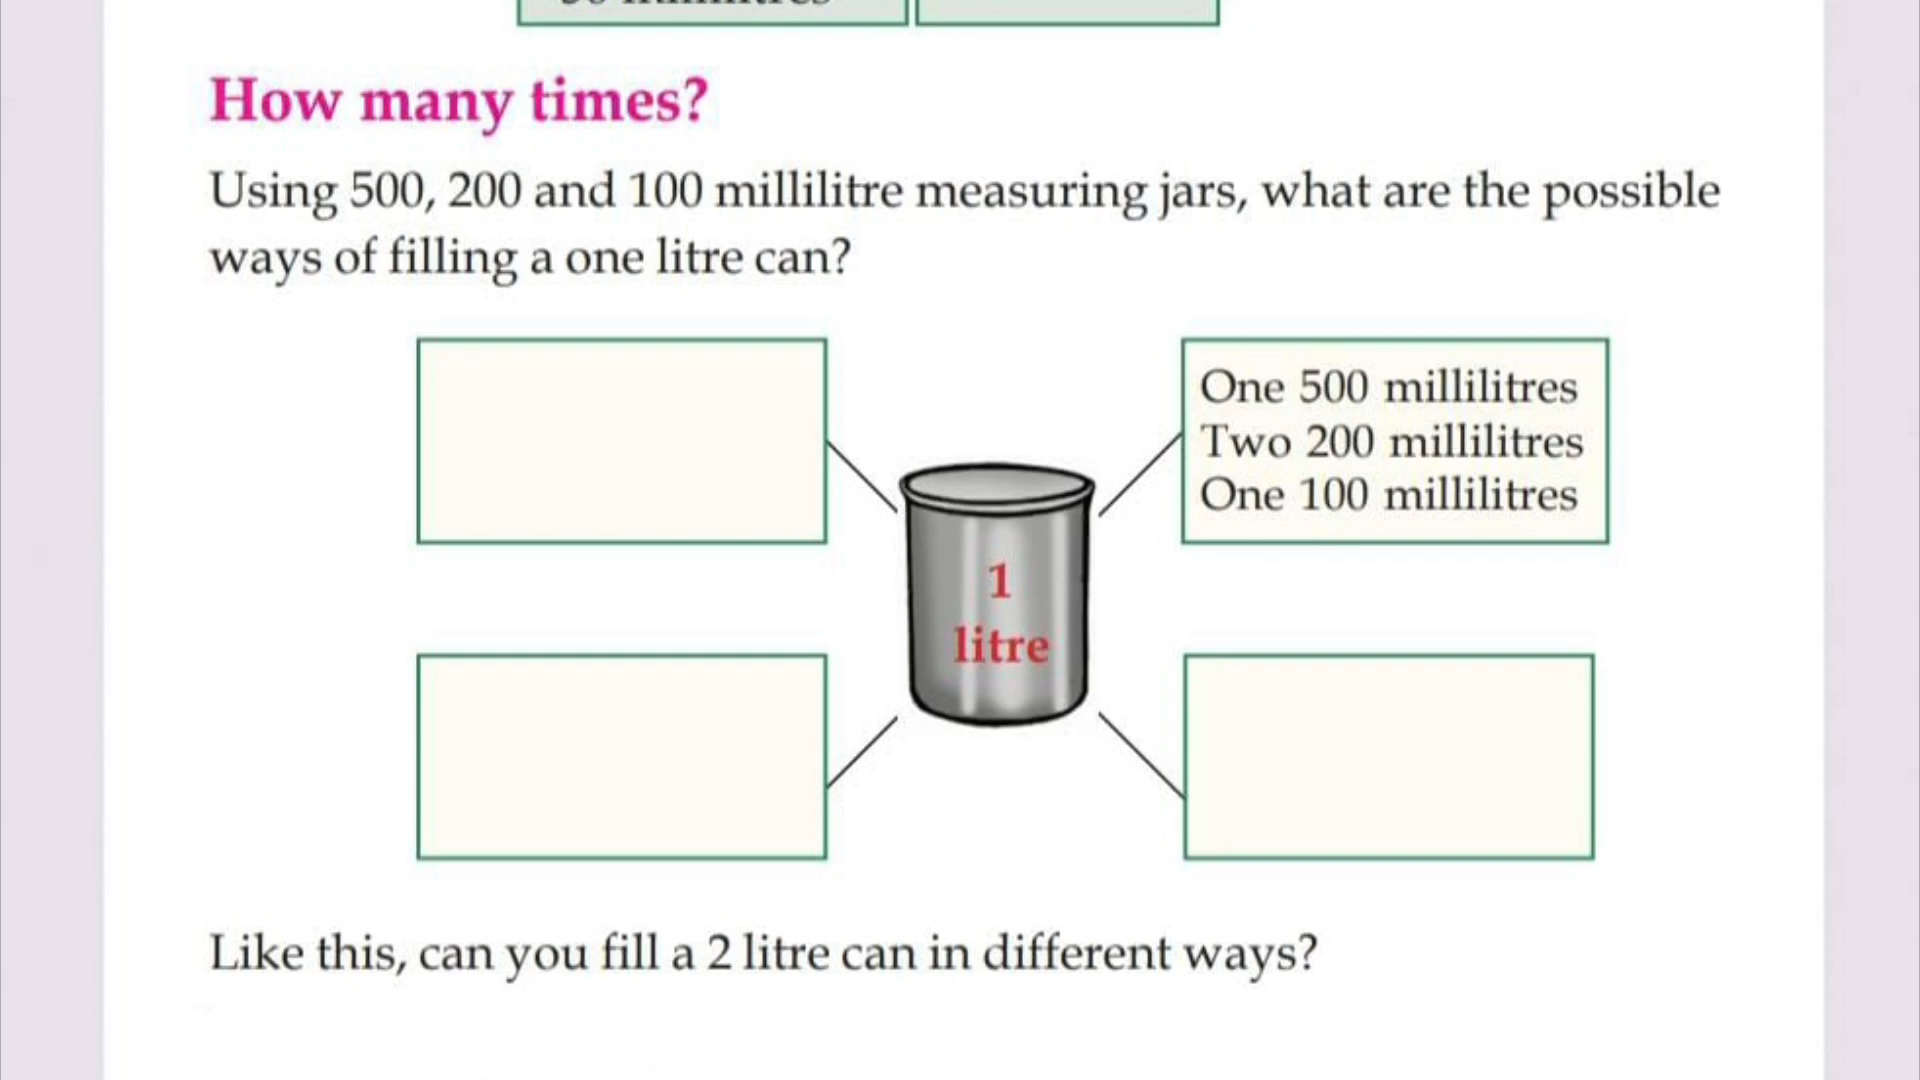 How many times?
Using 500, 200 and 100 millilitre measuring jars, what are the possible
ways of filling a one litre can?
One 500 millilitres
Two 200 millilitres
One 100 millilitres
1
litre
Like this, can you fill a 2 litre can in different ways?